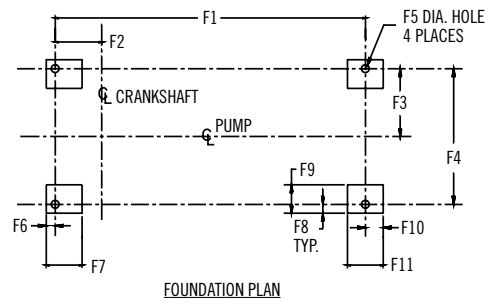 F1
F2
F5 DIA. HOLE
4 PLACES
℄ CRANKSHAFT
F3
℄ PUMP
F4
F9
F6
F8
TYP.
F10
F7
F11
FOUNDATION PLAN